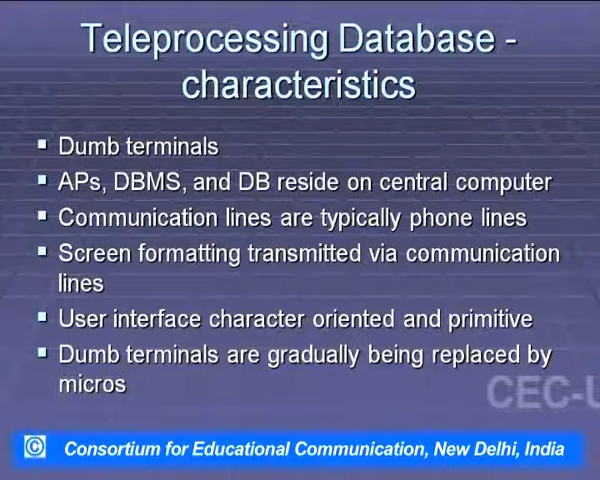 Teleprocessing Database -
characteristics
Dumb terminals
APs, DBMS, and DB reside on central computer
Communication lines are typically phone lines
Screen formatting transmitted via communication
lines
User interface character oriented and primitive
Dumb terminals are gradually being replaced by
micros
CEC-U
© Consortium for Educational Communication, New Delhi, India